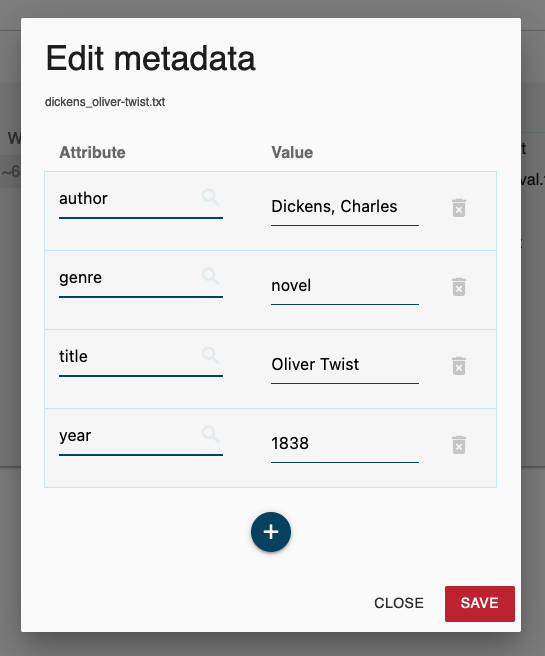 Edit metadata
dickens_oliver-twist.txt
Attribute Value
author Dickens, Charles
genre novel
title Oliver Twist
year 1838
+
CLOSE SAVE